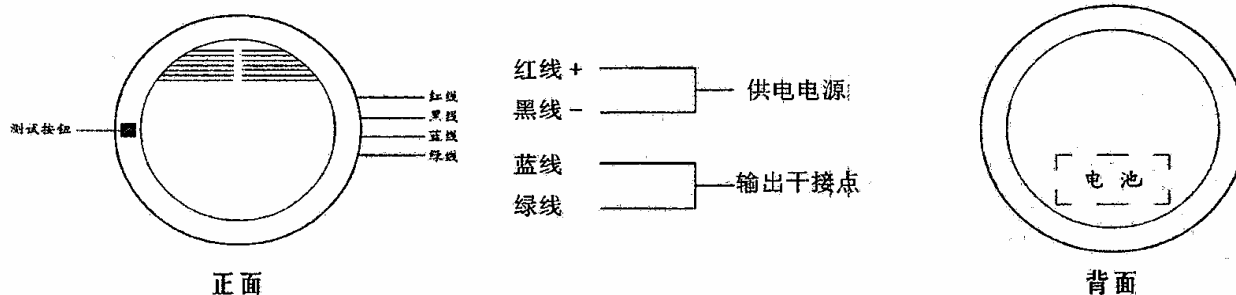 测试按钮
红线
黑线
蓝线
绿线
正面
红线 +
黑线 -
供电电源
蓝线
绿线
输出干接点
电池
背面